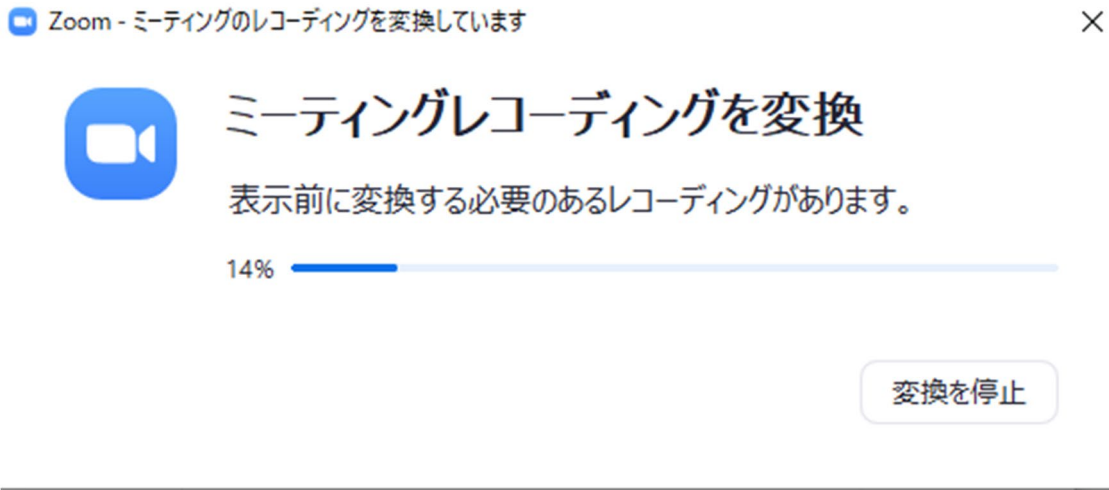 Zoom - ミーティングのレコーディングを変換しています
ミーティングレコーディングを変換
表示前に変換する必要のあるレコーディングがあります。
14%
変換を停止